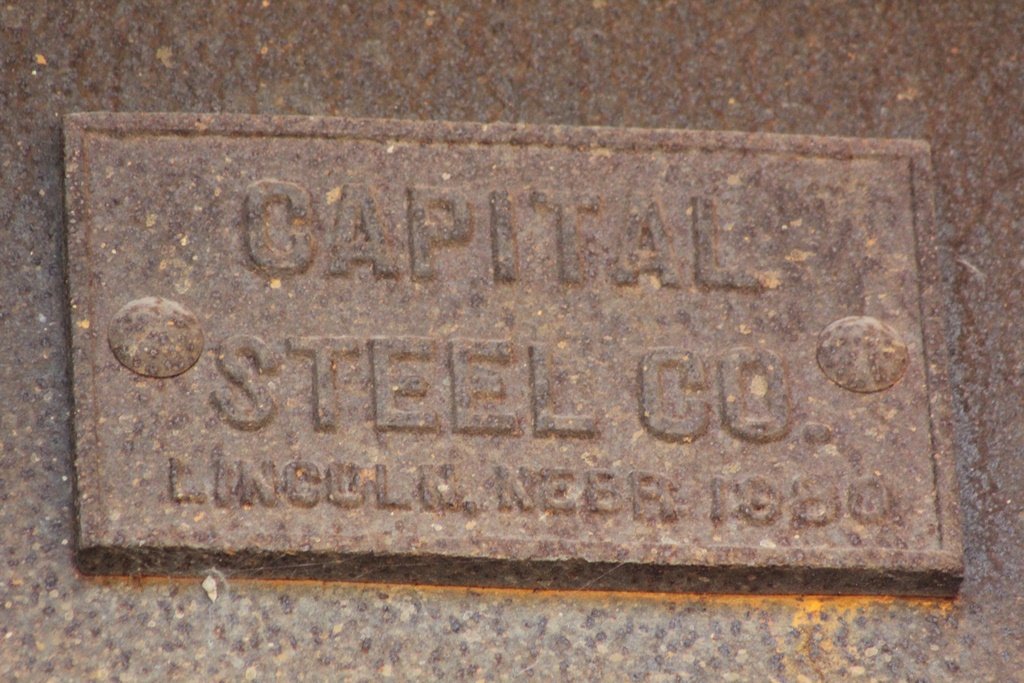 CAPITAL
STEEL CO.
LINCOLN, NEBR